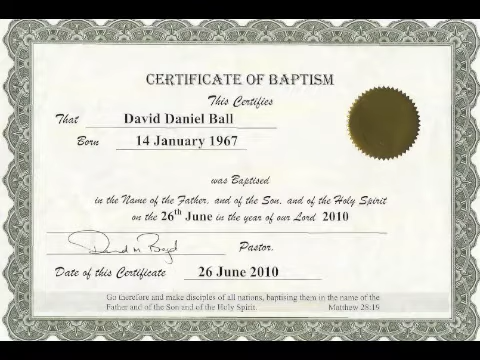 CERTIFICATE OF BAPTISM
This Certifies
That David Daniel Ball
Born 14 January 1967
was Baptised
in the Name of the Father, and of the Son, and of the Holy Spirit
on the 26th June in the year of our Lord 2010
Pastor.
Date of this Certificate 26 June 2010
Go therefore and make disciples of all nations, baptising them in the name of the
Father and of the Son and of the Holy Spirit. Matthew 28:19